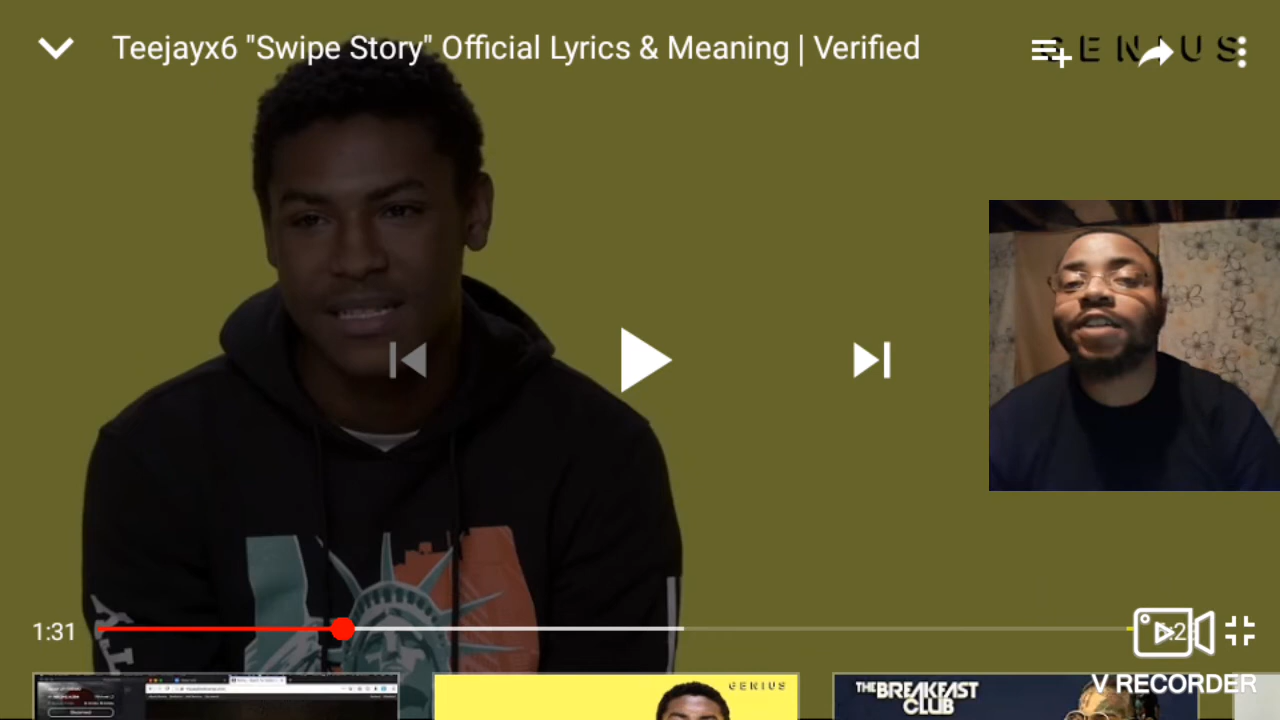 Teejayx6 "Swipe Story" Official Lyrics & Meaning | Verified
GENIUS
1:31
V RECORDER
GENIUS
THE BREAKFAST
CLUB